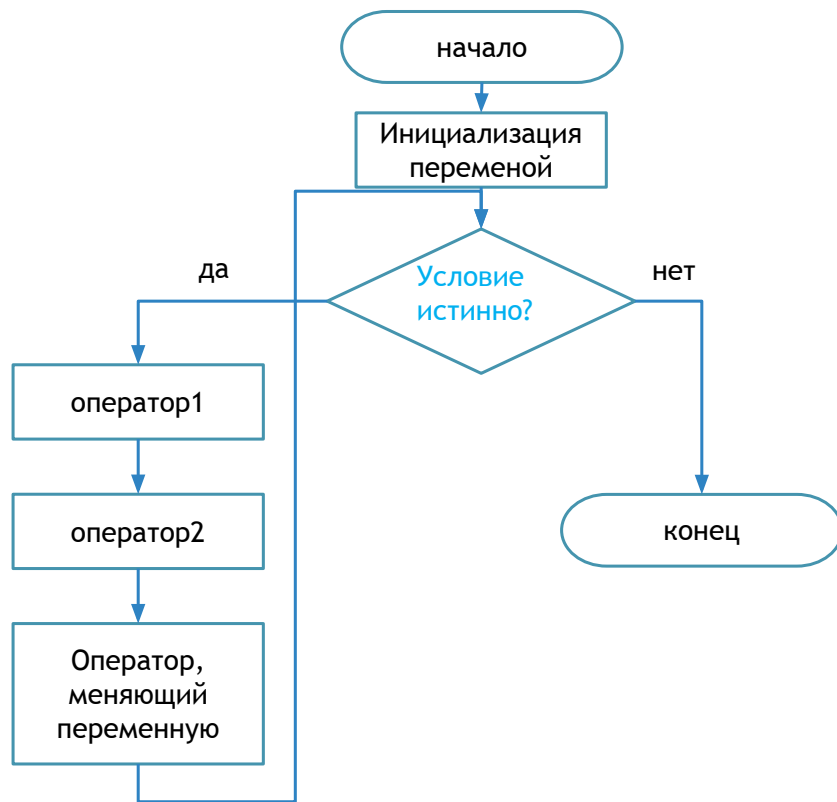 начало
Инициализация
переменой
да
Условие
истинно?
нет
оператор1
оператор2
конец
Оператор,
меняющий
переменную